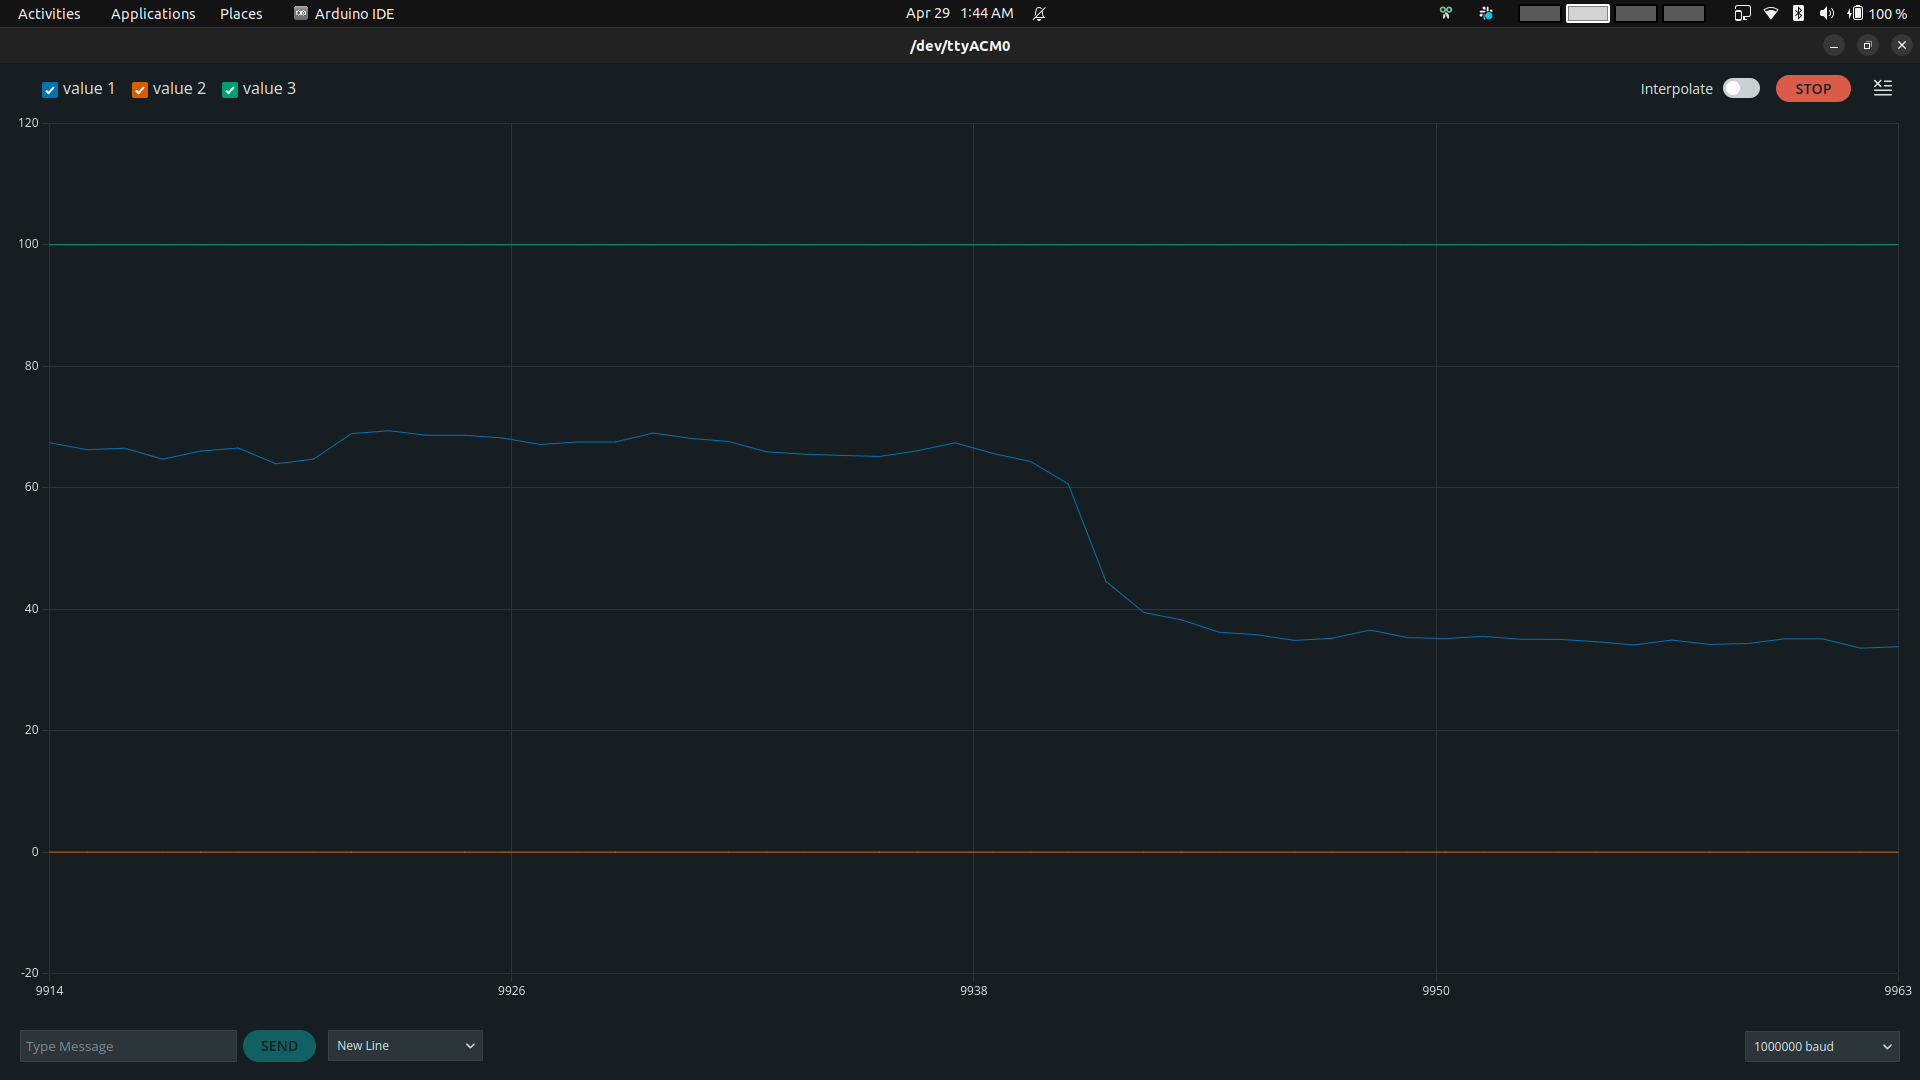 Activities Applications Places Arduino IDE Apr 29 1:44 AM 100 %
/dev/ttyACM0
value 1 value 2 value 3 Interpolate STOP
120
100
80
60
40
20
0
-20
9914 9926 9938 9950 9963
Type Message SEND New Line 1000000 baud